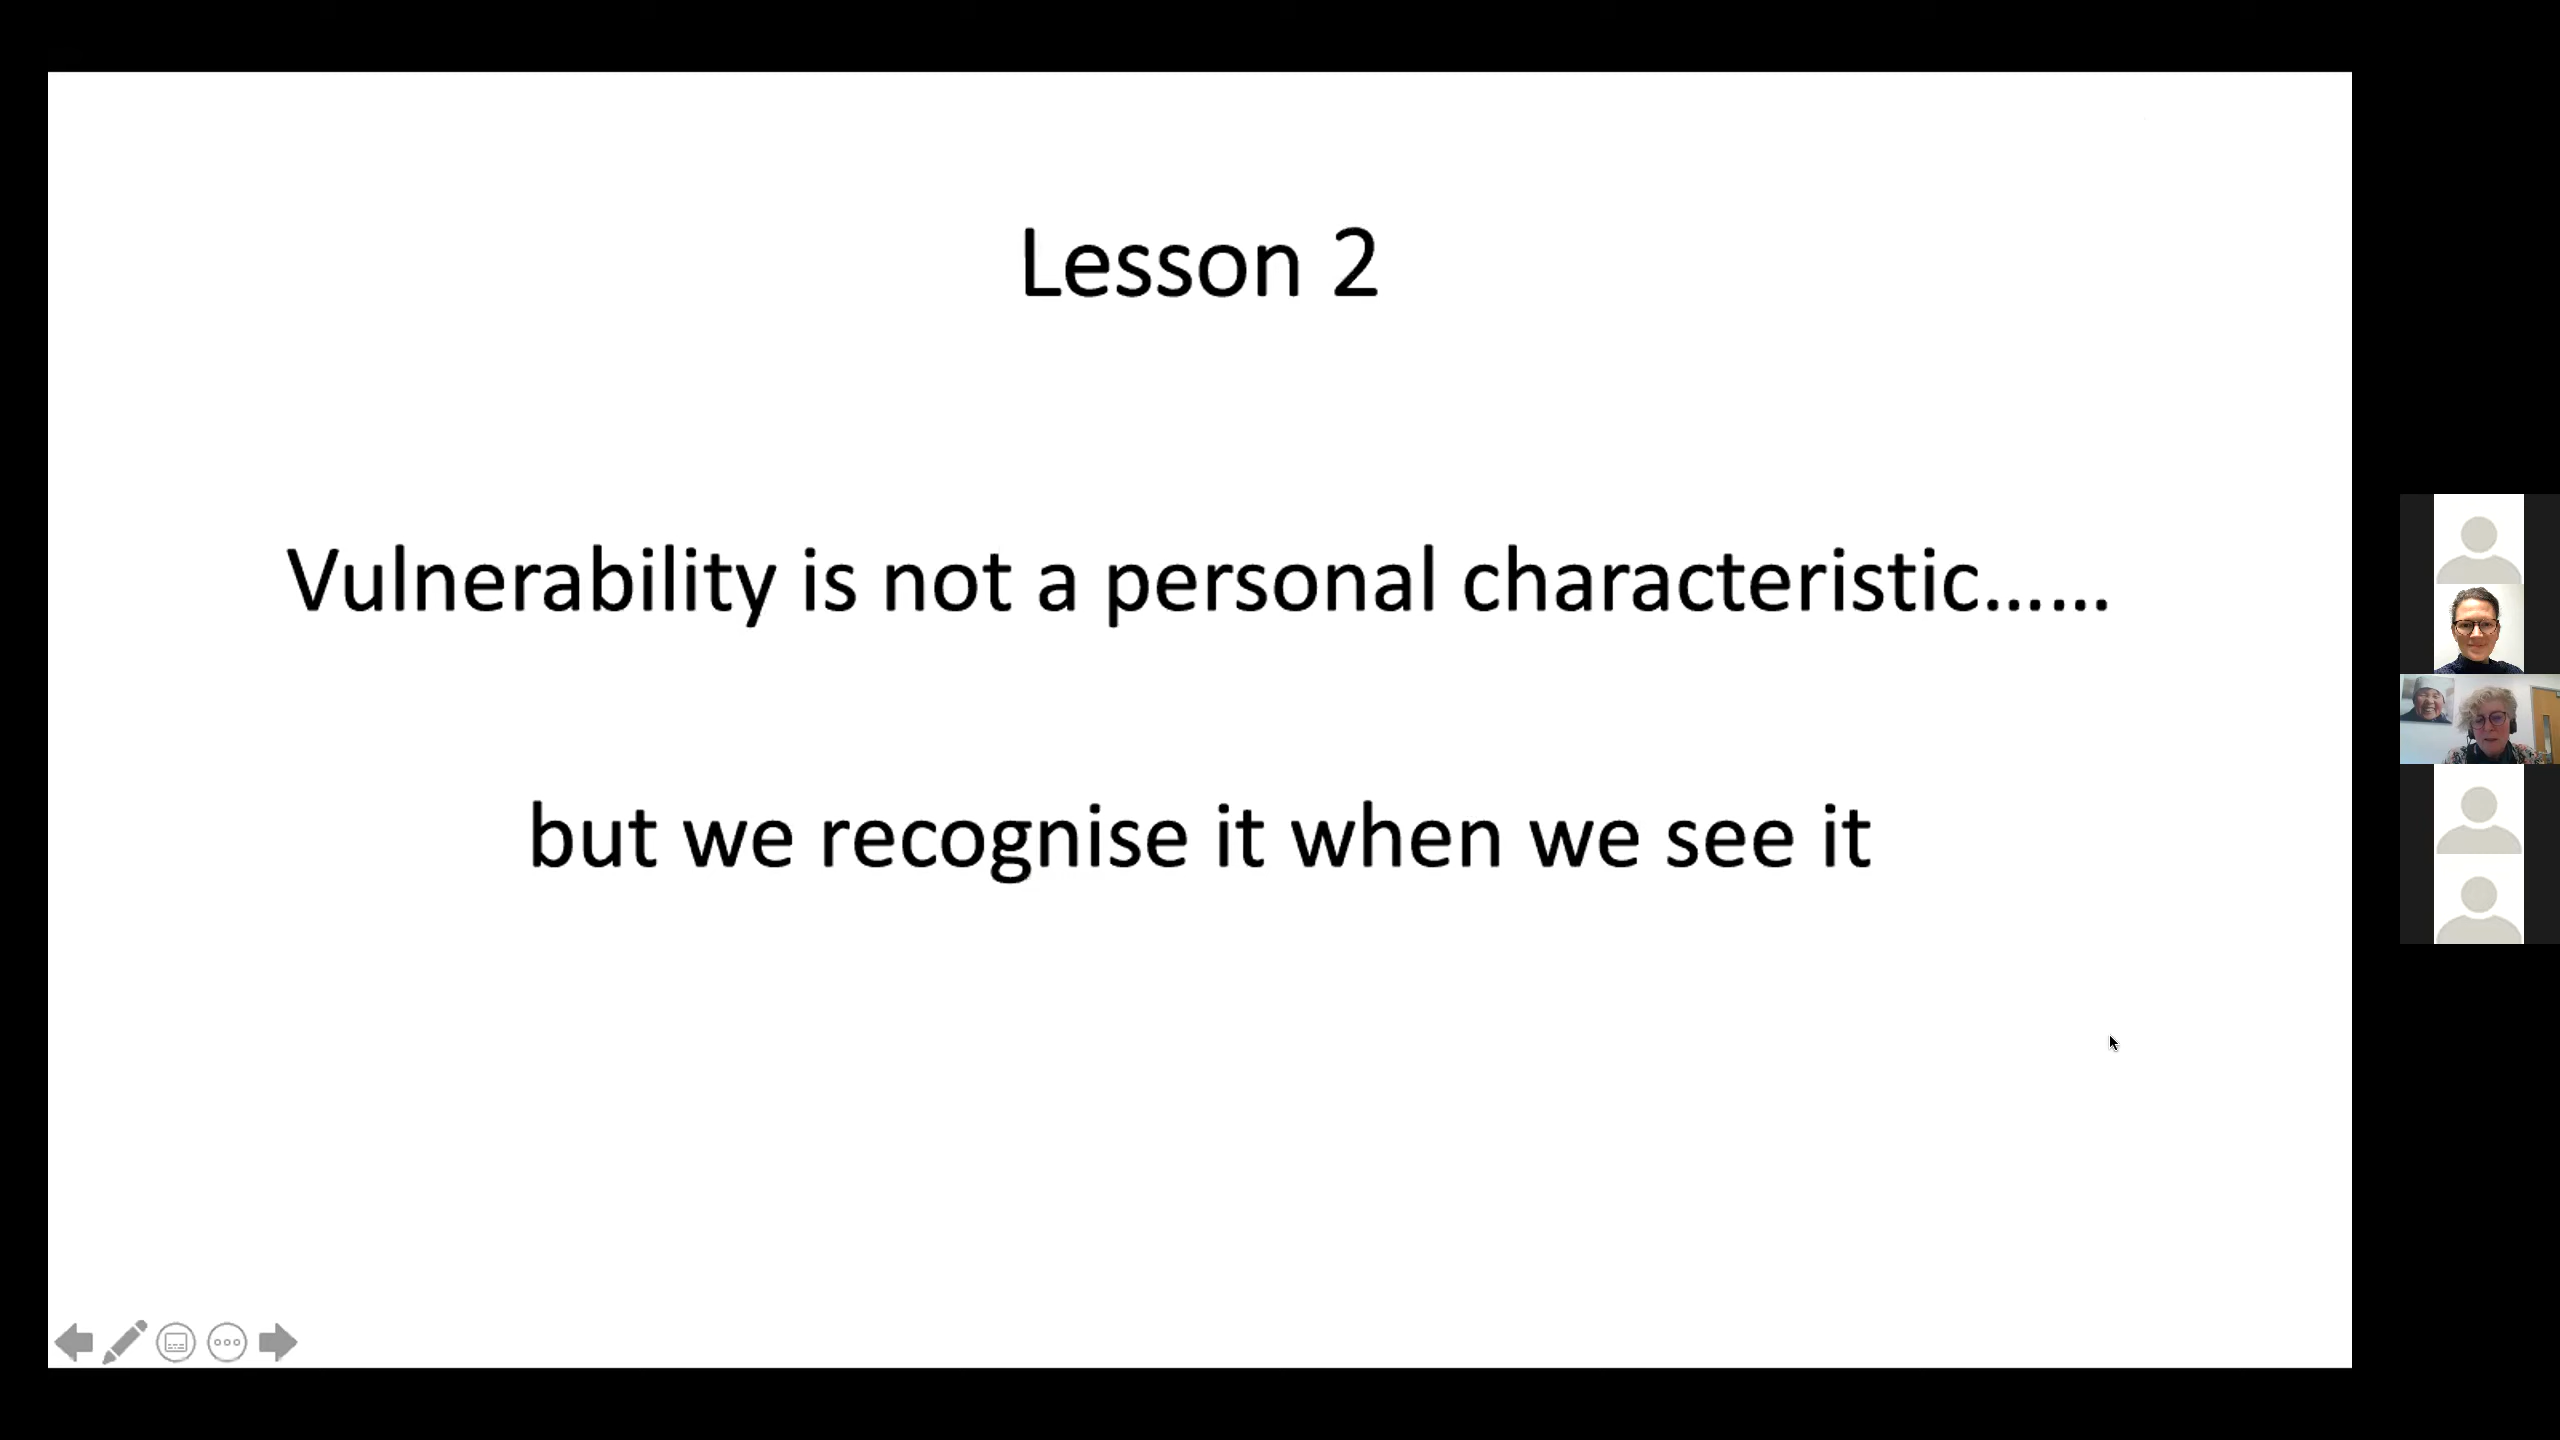 Lesson 2
Vulnerability is not a personal characteristic......
but we recognise it when we see it